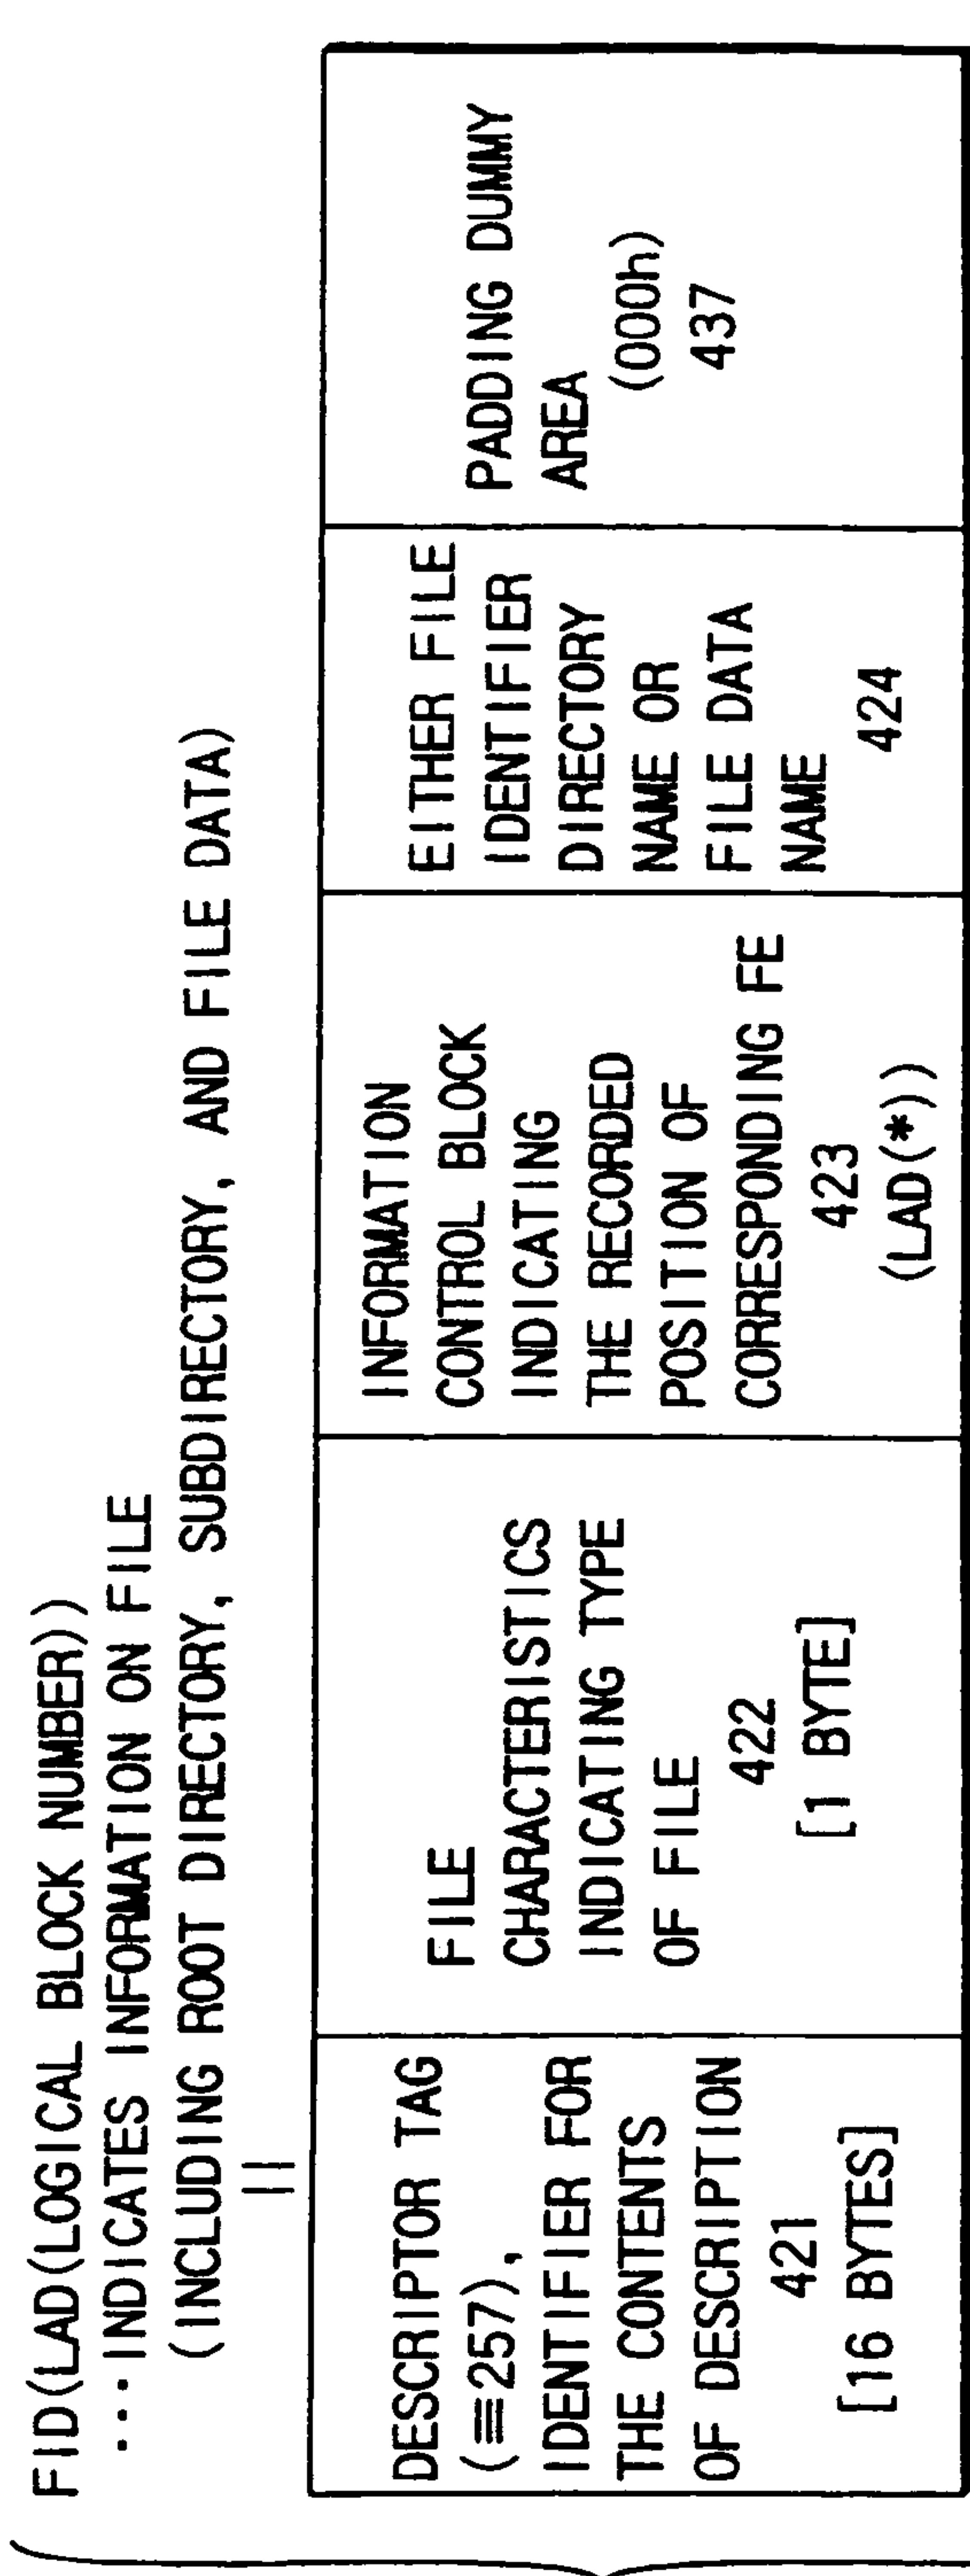 FID(LAD(LOGICAL BLOCK NUMBER))
...INDICATES INFORMATION ON FILE
(INCLUDING ROOT DIRECTORY, SUBDIRECTORY, AND FILE DATA)
||
DESCRIPTOR TAG
(≡257),
IDENTIFIER FOR
THE CONTENTS
OF DESCRIPTION
421
[16 BYTES]
FILE
CHARACTERISTICS
INDICATING TYPE
OF FILE
422
[1 BYTE]
INFORMATION
CONTROL BLOCK
INDICATING
THE RECORDED
POSITION OF
CORRESPONDING FE
423
(LAD(*))
EITHER FILE
IDENTIFIER
DIRECTORY
NAME OR
FILE DATA
NAME
424
PADDING DUMMY
AREA
(000h)
437